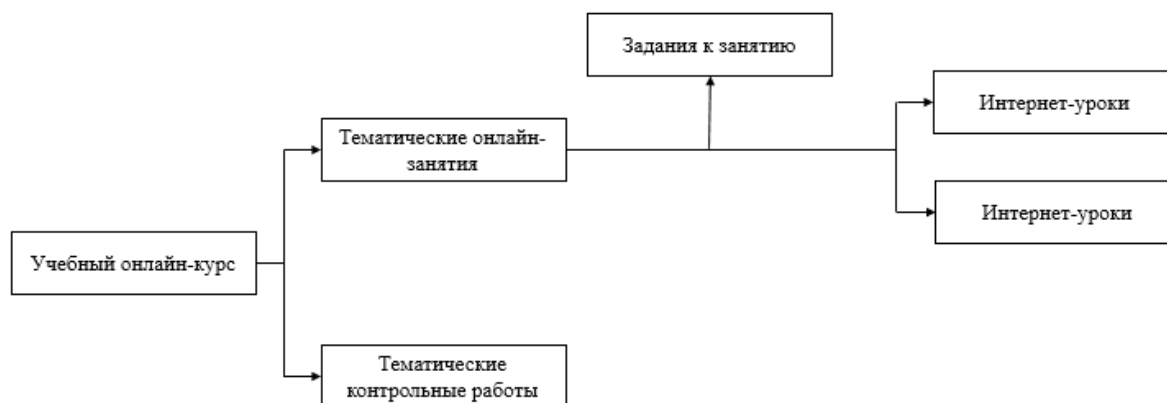 Задания к занятию
Интернет-уроки
Тематические онлайн-
занятия
Интернет-уроки
Учебный онлайн-курс
Тематические
контрольные работы